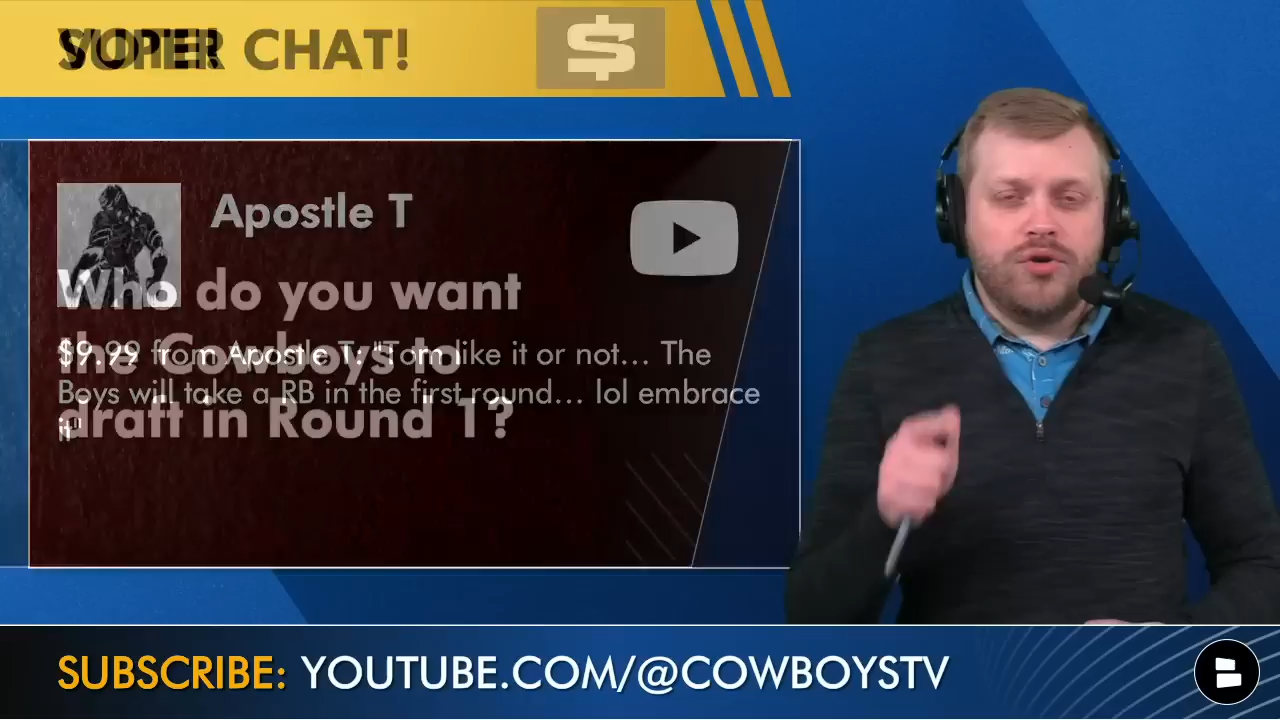 SUPER CHAT!
VOTE!
$
Apostle T
Who do you want
the Cowboys to
draft in Round 1?
$9.99 from Apostle T: "Tom like it or not... The
Boys will take a RB in the first round... lol embrace
it"
SUBSCRIBE: YOUTUBE.COM/@COWBOYSTV